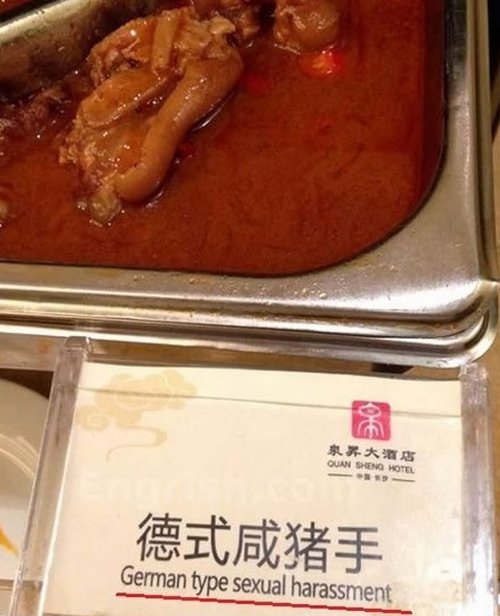 泉昇大酒店
QUAN SHENG HOTEL
中国·长沙
德式咸猪手
German type sexual harassment